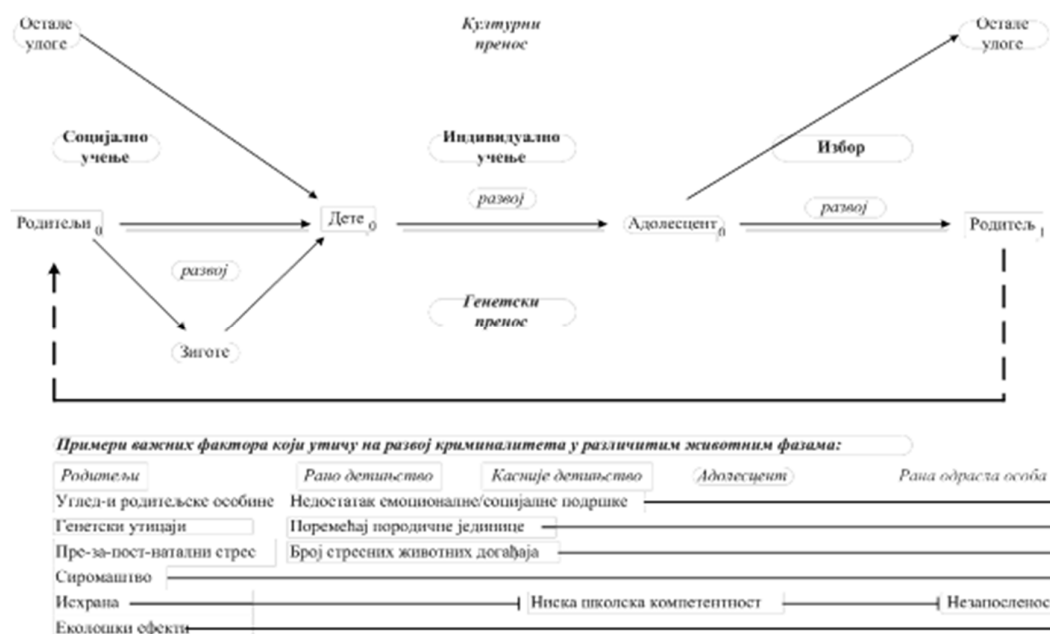 Остале
улоге
Културни
пренос
Остале
улоге
Социјално
учење
Индивидуално
учење
Избор
развој
развој
Родитељи 0
Дете 0
Адолесцент 0
Родитељ 1
развој
Генетски
пренос
Зиготе
Примери важних фактора који утичу на развој криминалитета у различитим животним фазама:
Родитељи Рано детињство Касније детињство Адолесцент Рана одрасла особа
Углед-и родитељске особине Недостатак емоционалне/социјалне подршке
Генетски утицаји Поремећај породичне јединице
Пре-за-пост-натални стрес Број стресних животних догађаја
Сиромаштво
Исхрана Ниска школска компетентност Незапосленос
Еколошки ефекти